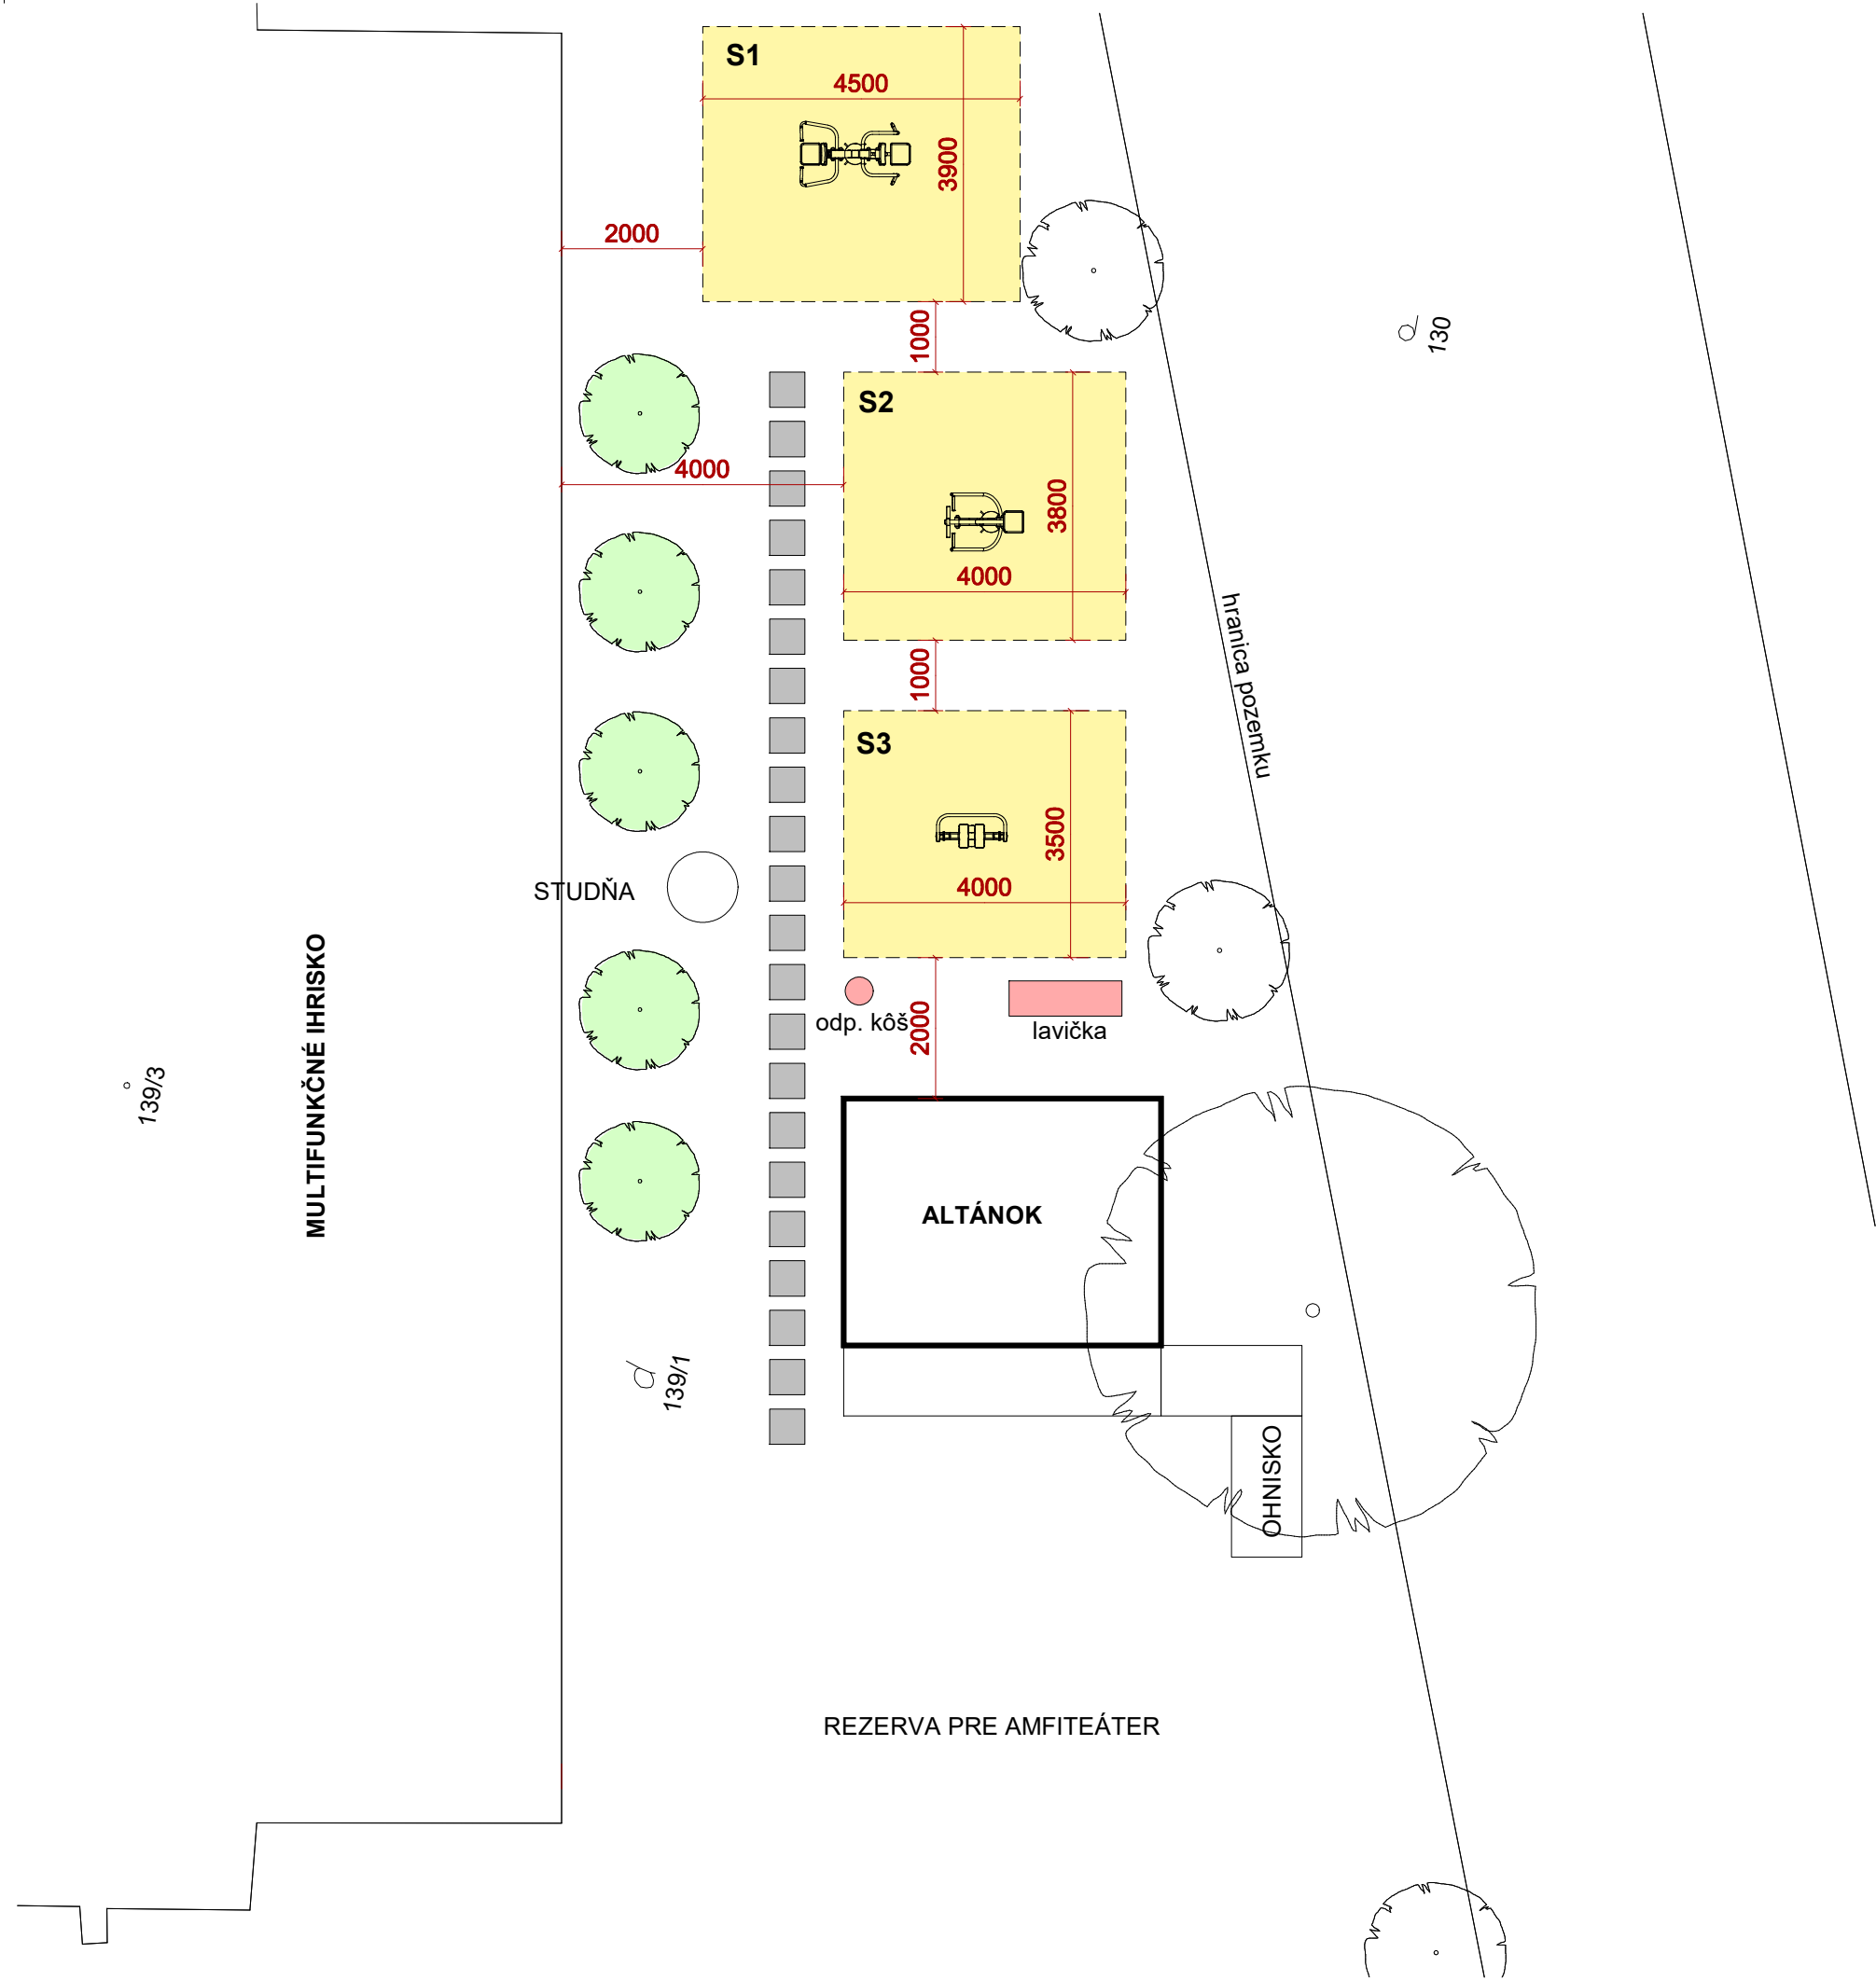 S1
4500
3900
2000
1000
130
S2
4000
3800
4000
hranica pozemku
1000
S3
3500
4000
STUDŇA
MULTIFUNKČNÉ IHRISKO
odp. kôš
2000
lavička
139/3
ALTÁNOK
139/1
OHNISKO
REZERVA PRE AMFITEÁTER